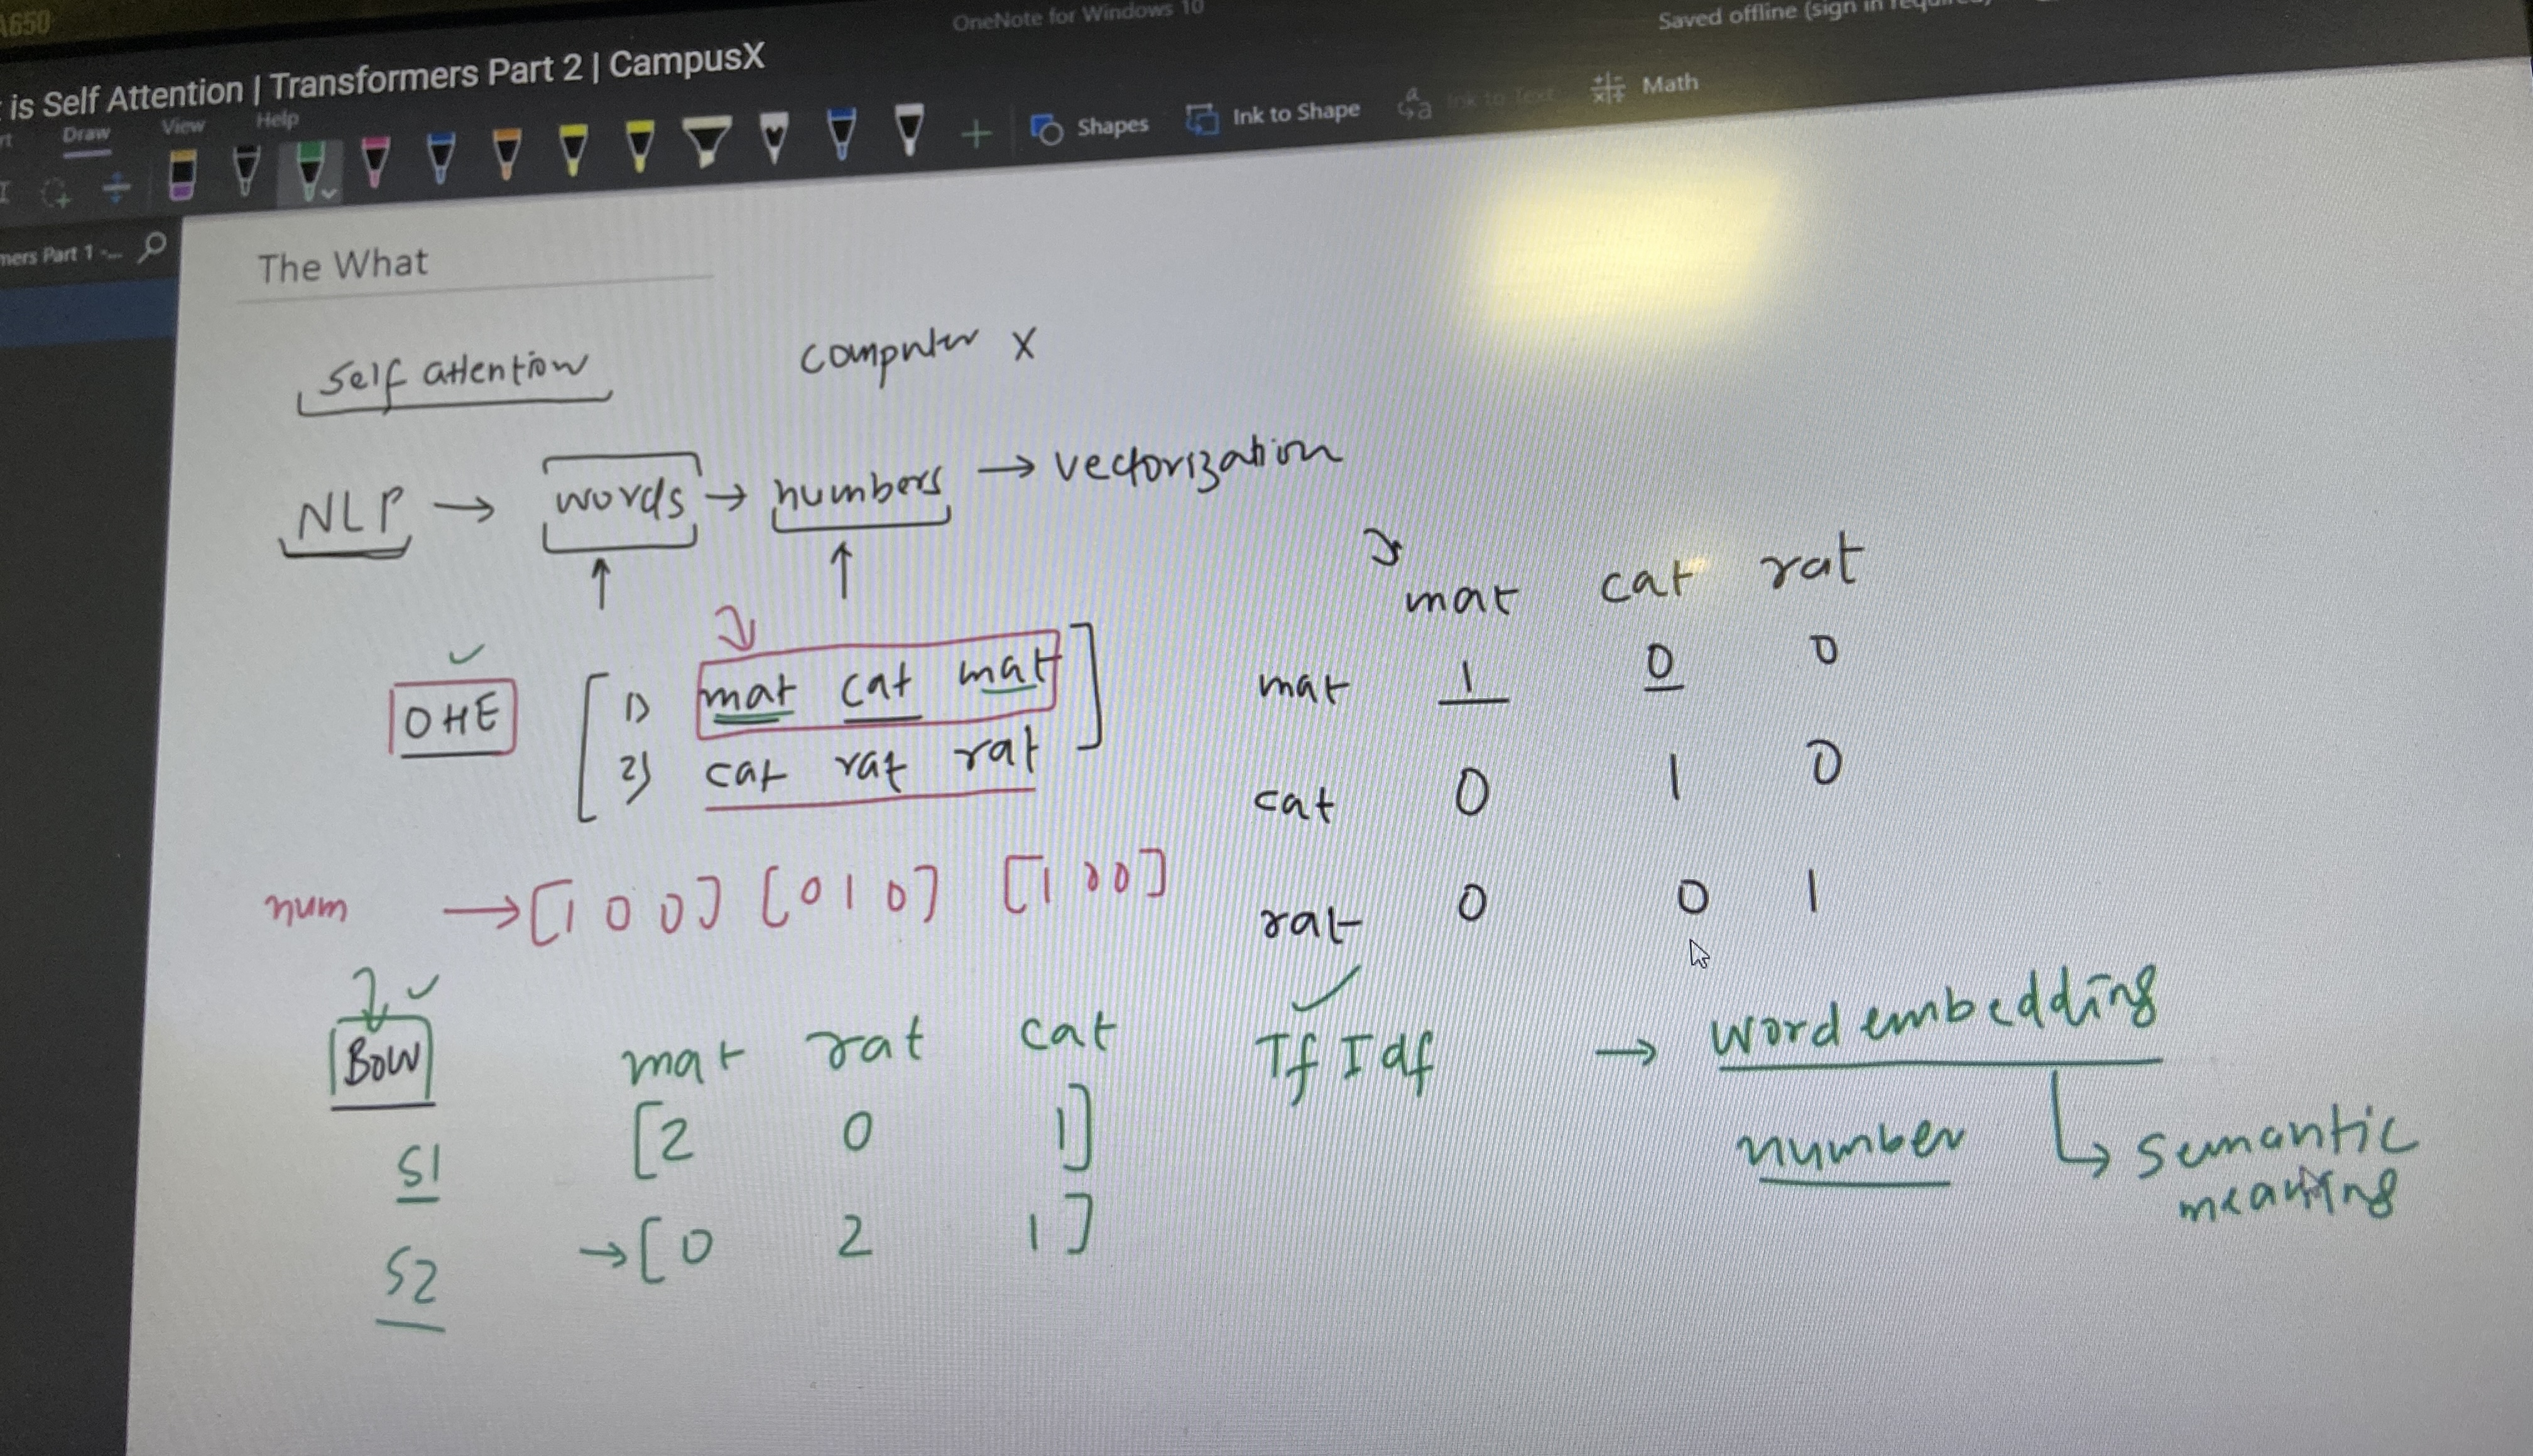 A650
OneNote for Windows 10
Saved offline (sign in required)
is Self Attention | Transformers Part 2 | CampusX
Draw View Help
Shapes Ink to Shape Ink to Text Math
mers Part 1 -...
The What
Self attention computer X
NLP → words → numbers → vectorization
mat cat rat
OHE 1) mat cat mat
2) cat rat rat
mat 1 0 0
cat 0 1 0
rat 0 0 1
num → [1 0 0] [0 1 0] [1 0 0]
BOW mat rat cat
S1 [2 0 1]
S2 → [0 2 1]
Tf Idf → word embedding
number ↳ semantic
meaning